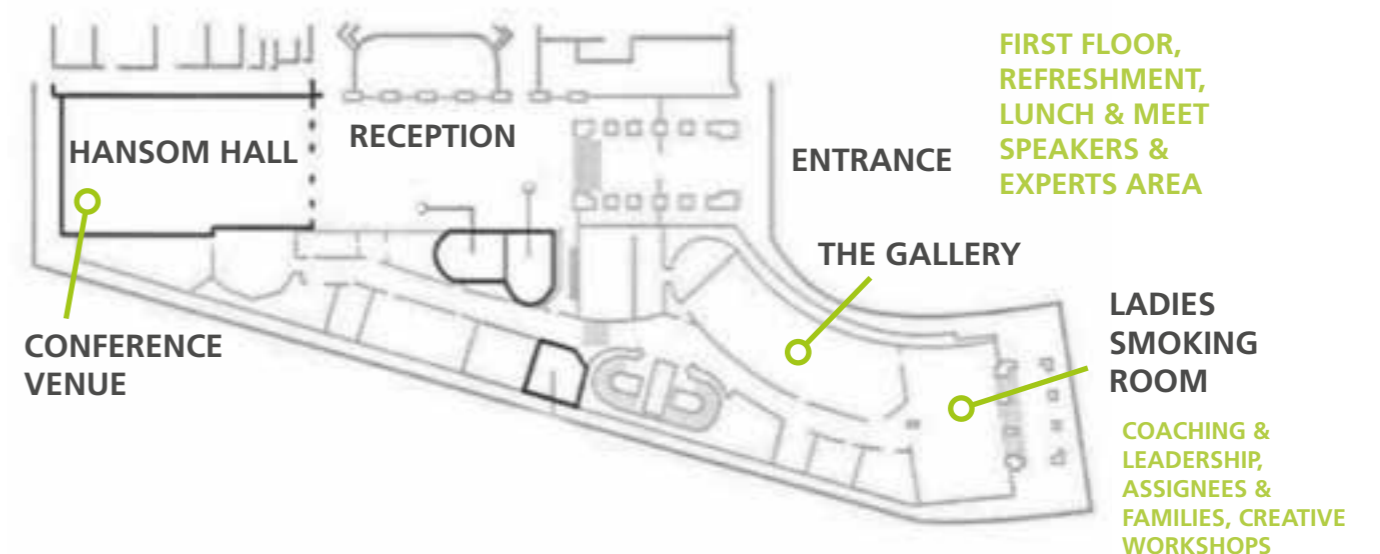 FIRST FLOOR,
REFRESHMENT,
LUNCH & MEET
SPEAKERS &
EXPERTS AREA
HANSOM HALL
RECEPTION
ENTRANCE
THE GALLERY
LADIES
SMOKING
ROOM
CONFERENCE
VENUE
COACHING &
LEADERSHIP,
ASSIGNEES &
FAMILIES, CREATIVE
WORKSHOPS